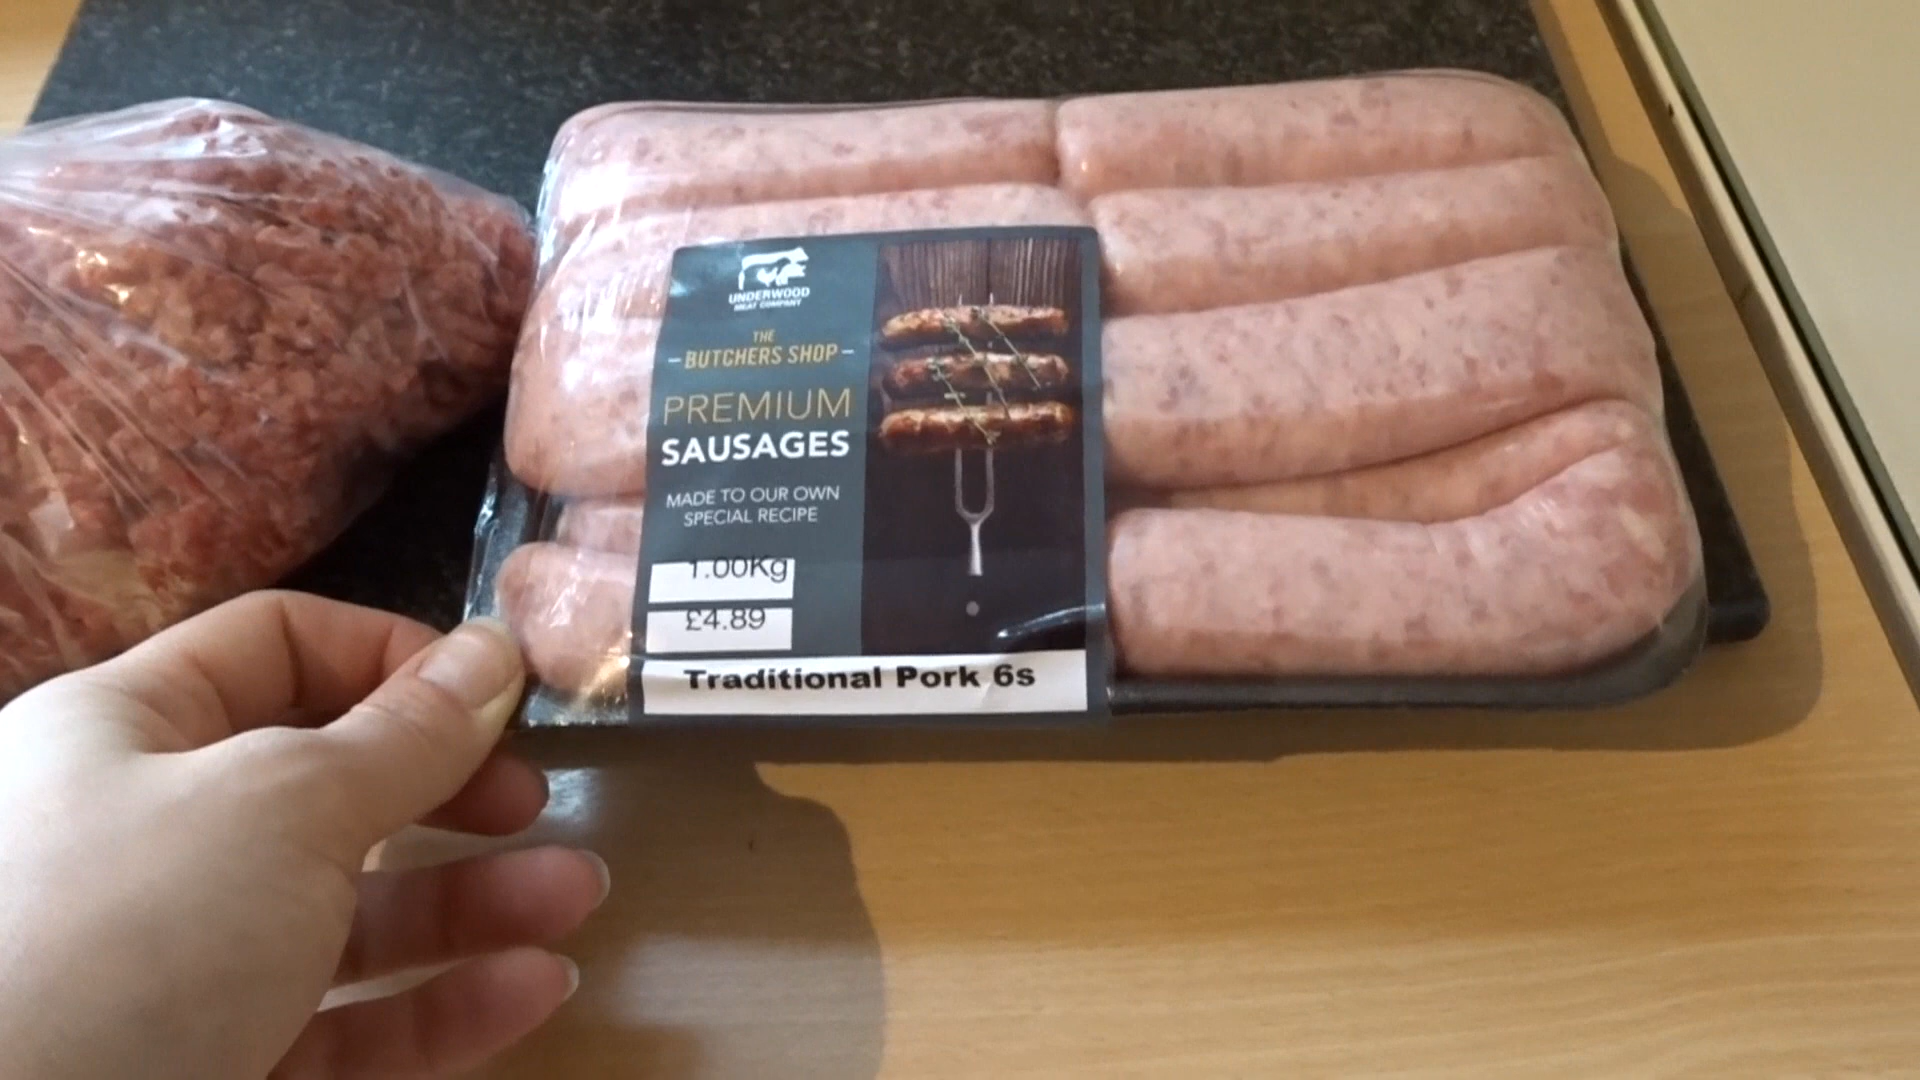 UNDERWOOD
MEAT COMPANY
THE
–BUTCHERS SHOP–
PREMIUM
SAUSAGES
MADE TO OUR OWN
SPECIAL RECIPE
1.00Kg
£4.89
Traditional Pork 6s